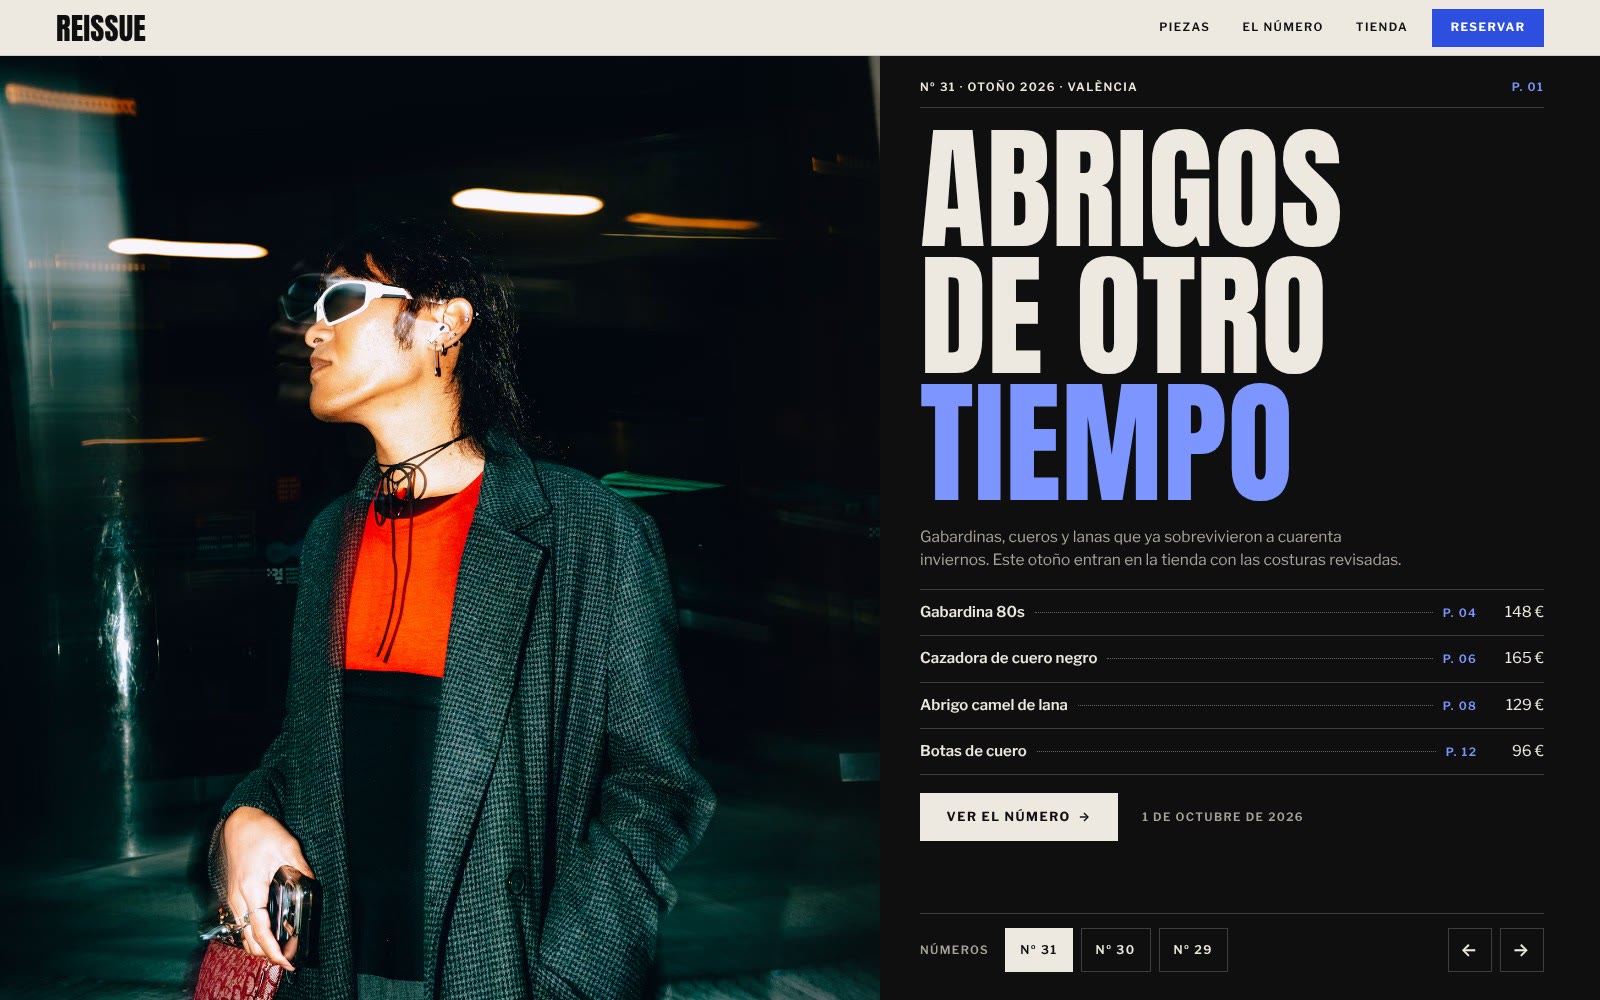 REISSUE
PIEZAS
EL NÚMERO
TIENDA
RESERVAR
Nº 31 · OTOÑO 2026 · VALÈNCIA
P. 01
ABRIGOS
DE OTRO
TIEMPO
Gabardinas, cueros y lanas que ya sobrevivieron a cuarenta
inviernos. Este otoño entran en la tienda con las costuras revisadas.
Gabardina 80s P. 04 148 €
Cazadora de cuero negro P. 06 165 €
Abrigo camel de lana P. 08 129 €
Botas de cuero P. 12 96 €
VER EL NÚMERO →
1 DE OCTUBRE DE 2026
NÚMEROS
Nº 31
Nº 30
Nº 29
← →